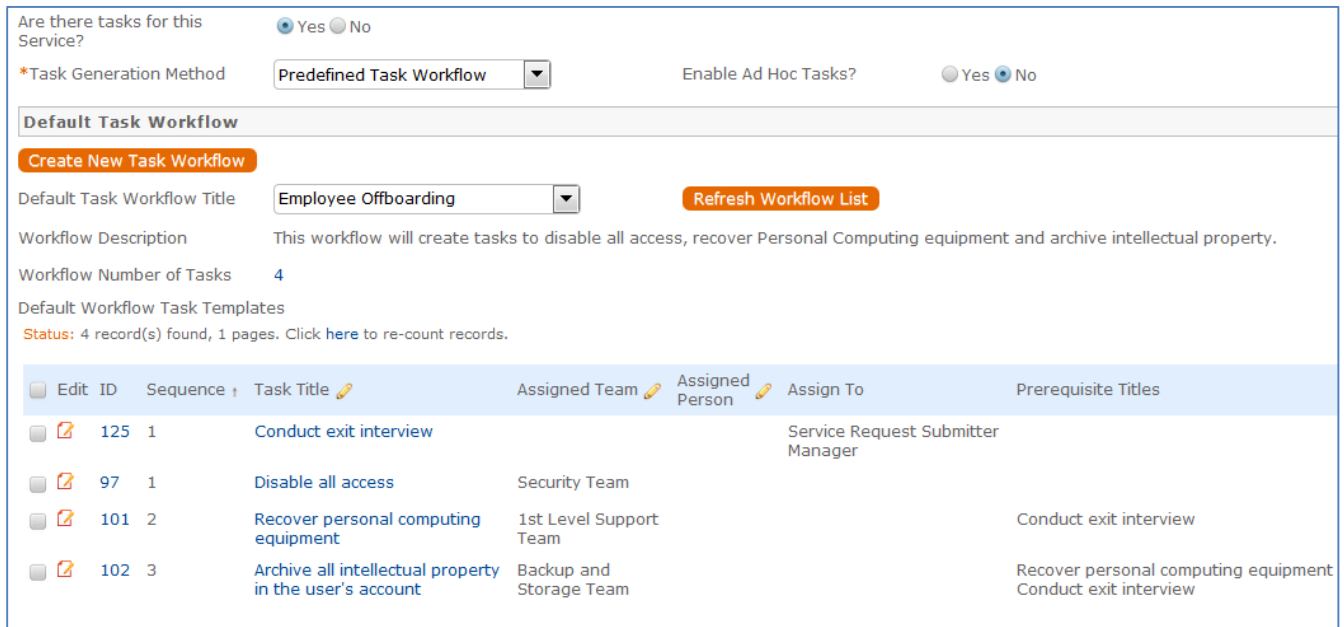 Are there tasks for this
Service?
Yes No
*Task Generation Method
Predefined Task Workflow
Enable Ad Hoc Tasks?
Yes No
Default Task Workflow
Create New Task Workflow
Default Task Workflow Title
Employee Offboarding
Refresh Workflow List
Workflow Description
This workflow will create tasks to disable all access, recover Personal Computing equipment and archive intellectual property.
Workflow Number of Tasks
4
Default Workflow Task Templates
Status: 4 record(s) found, 1 pages. Click here to re-count records.
Edit ID Sequence ↑ Task Title Assigned Team Assigned
Person Assign To Prerequisite Titles
125 1 Conduct exit interview Service Request Submitter
Manager
97 1 Disable all access Security Team
101 2 Recover personal computing 1st Level Support Conduct exit interview
equipment Team
102 3 Archive all intellectual property Backup and Recover personal computing equipment
in the user's account Storage Team Conduct exit interview